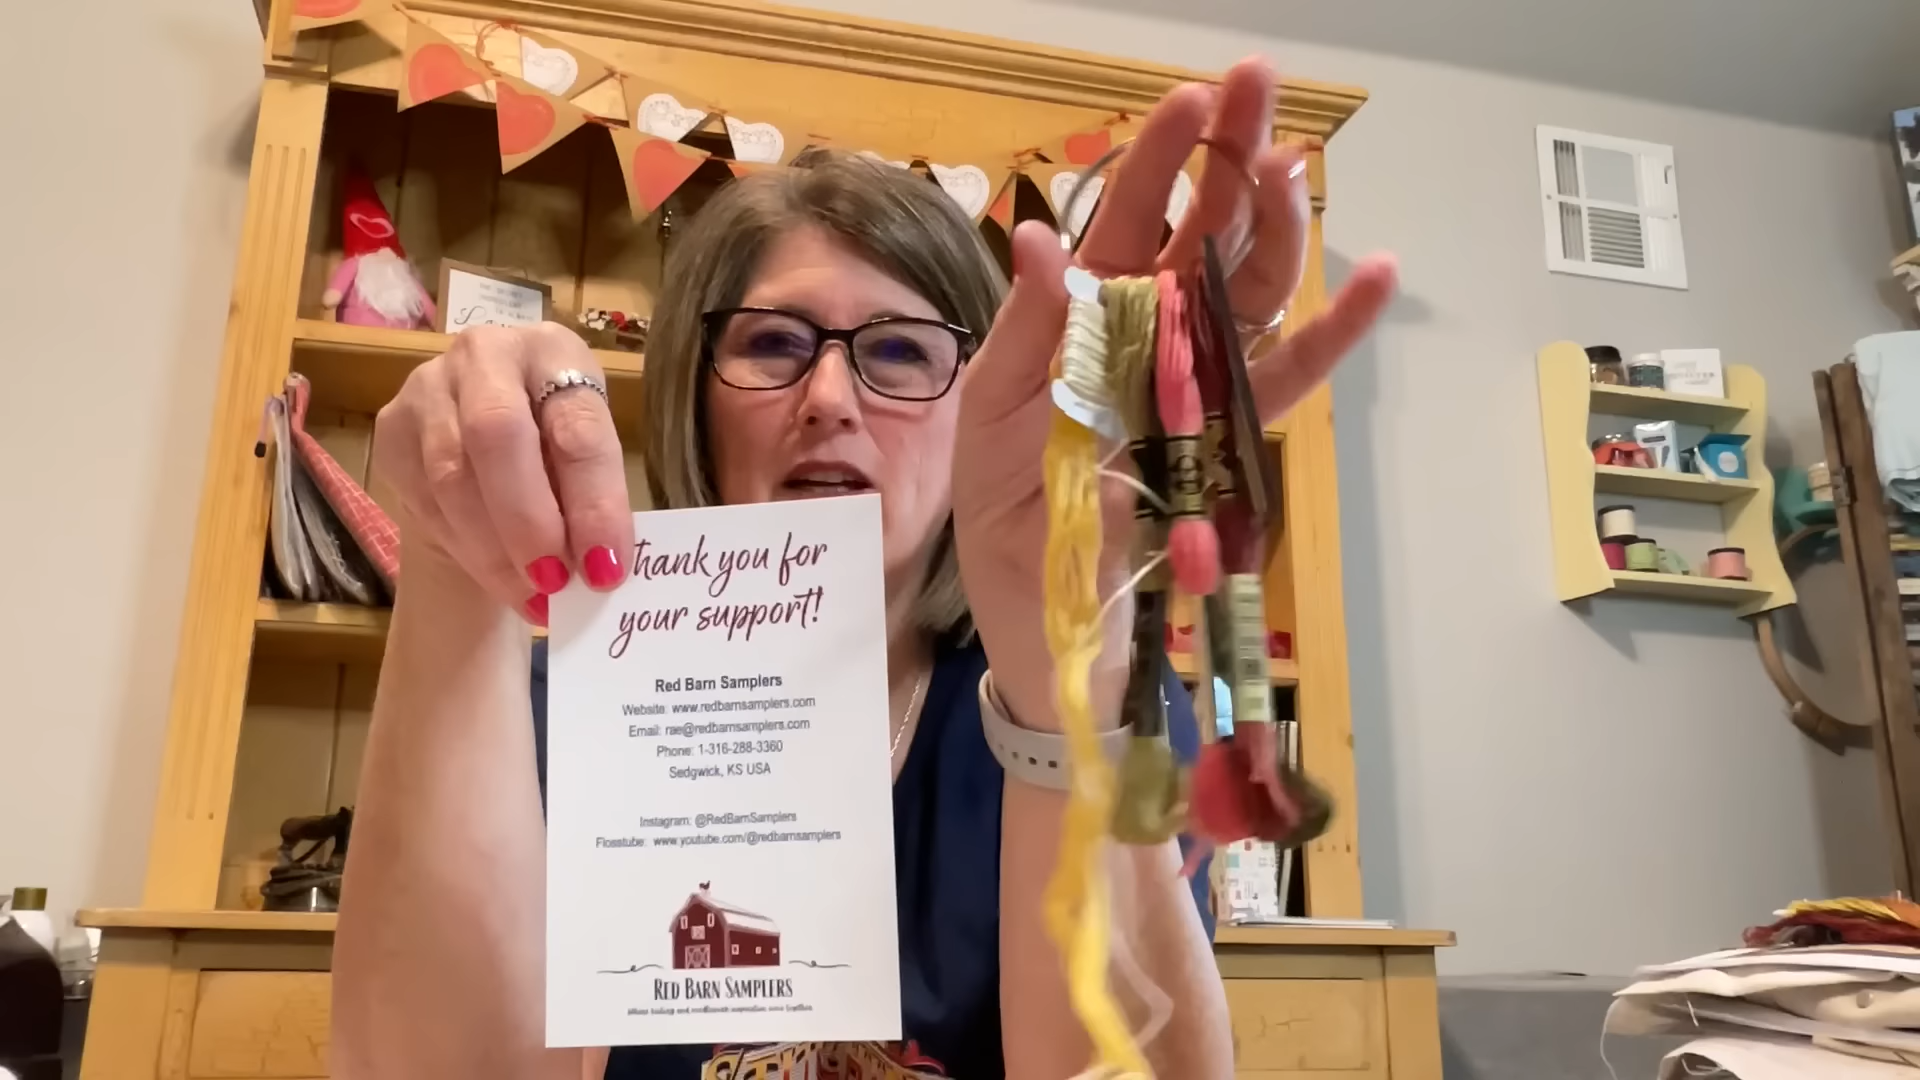 thank you for
your support!
Red Barn Samplers
Website: www.redbarnsamplers.com
Email: rae@redbarnsamplers.com
Phone: 1-316-288-3360
Sedgwick, KS USA
Instagram: @RedBarnSamplers
Flosstube: www.youtube.com/@redbarnsamplers
RED BARN SAMPLERS